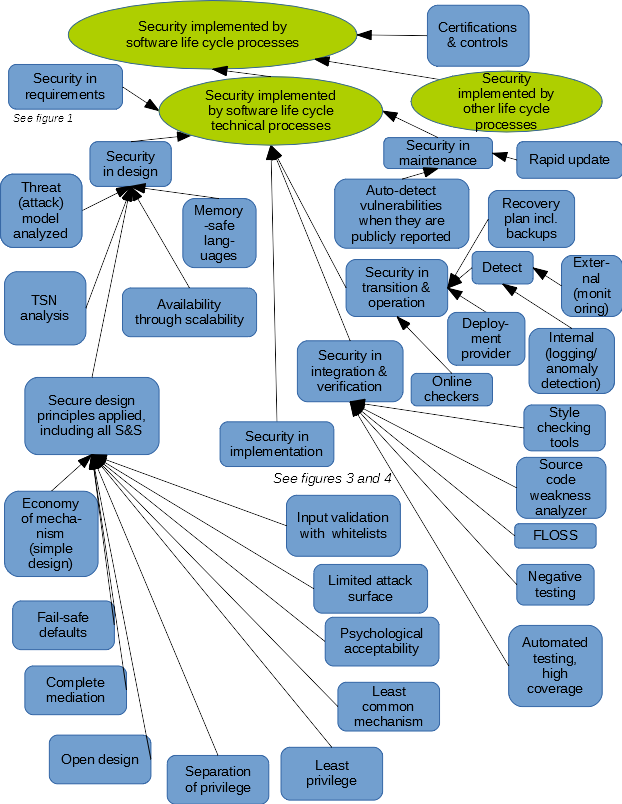 Security implemented by
software life cycle processes
Certifications
& controls
Security in
requirements
See figure 1
Security implemented
by software life cycle
technical processes
Security
implemented by
other life cycle
processes
Security
in design
Security in
maintenance
Rapid update
Threat
(attack)
model
analyzed
Memory
-safe
lang-
uages
Auto-detect
vulnerabilities
when they are
publicly reported
Recovery
plan incl.
backups
TSN
analysis
Availability
through scalability
Security in
transition &
operation
Detect
Exter-
nal
(monit
oring)
Deploy-
ment
provider
Internal
(logging/
anomaly
detection)
Security in
integration &
verification
Online
checkers
Secure design
principles applied,
including all S&S
Security in
implementation
See figures 3 and 4
Style
checking
tools
Source
code
weakness
analyzer
FLOSS
Negative
testing
Automated
testing,
high
coverage
Economy
of mecha-
nism
(simple
design)
Input validation
with whitelists
Limited attack
surface
Fail-safe
defaults
Psychological
acceptability
Complete
mediation
Least
common
mechanism
Open design
Separation
of privilege
Least
privilege